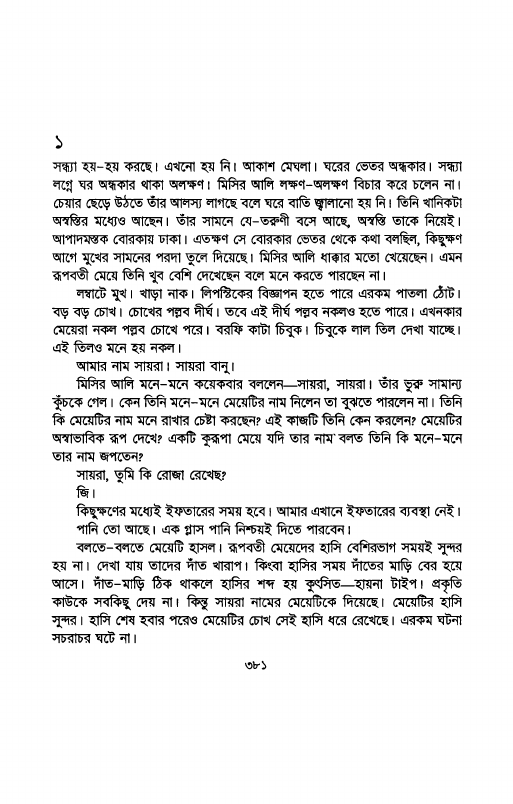 ১
সন্ধ্যা হয়-হয় করছে। এখনো হয় নি। আকাশ মেঘলা। ঘরের ভেতর অন্ধকার। সন্ধ্যা
লগ্নে ঘর অন্ধকার থাকা অলক্ষণ। মিসির আলি লক্ষণ-অলক্ষণ বিচার করে চলেন না।
চেয়ার ছেড়ে উঠতে তাঁর আলস্য লাগছে বলে ঘরে বাতি জ্বালানো হয় নি। তিনি খানিকটা
অস্বস্তির মধ্যেও আছেন। তাঁর সামনে যে-তরুণী বসে আছে, অস্বস্তি তাকে নিয়েই।
আপাদমস্তক বোরকায় ঢাকা। এতক্ষণ সে বোরকার ভেতর থেকে কথা বলছিল, কিছুক্ষণ
আগে মুখের সামনের পরদা তুলে দিয়েছে। মিসির আলি ধাক্কার মতো খেয়েছেন। এমন
রূপবতী মেয়ে তিনি খুব বেশি দেখেছেন বলে মনে করতে পারছেন না।
লম্বাটে মুখ। খাড়া নাক। লিপস্টিকের বিজ্ঞাপন হতে পারে এরকম পাতলা ঠোঁট।
বড় বড় চোখ। চোখের পল্লব দীর্ঘ। তবে এই দীর্ঘ পল্লব নকলও হতে পারে। এখনকার
মেয়েরা নকল পল্লব চোখে পরে। বরফি কাটা চিবুক। চিবুকে লাল তিল দেখা যাচ্ছে।
এই তিলও মনে হয় নকল।
আমার নাম সায়রা। সায়রা বানু।
মিসির আলি মনে-মনে কয়েকবার বললেন—সায়রা, সায়রা। তাঁর ভুরু সামান্য
কুঁচকে গেল। কেন তিনি মনে-মনে মেয়েটির নাম নিলেন তা বুঝতে পারলেন না। তিনি
কি মেয়েটির নাম মনে রাখার চেষ্টা করছেন? এই কাজটি তিনি কেন করলেন? মেয়েটির
অস্বাভাবিক রূপ দেখে? একটি কুরূপা মেয়ে যদি তার নাম বলত তিনি কি মনে-মনে
তার নাম জপতেন?
সায়রা, তুমি কি রোজা রেখেছ?
জি।
কিছুক্ষণের মধ্যেই ইফতারের সময় হবে। আমার এখানে ইফতারের ব্যবস্থা নেই।
পানি তো আছে। এক গ্লাস পানি নিশ্চয়ই দিতে পারবেন।
বলতে-বলতে মেয়েটি হাসল। রূপবতী মেয়েদের হাসি বেশিরভাগ সময়ই সুন্দর
হয় না। দেখা যায় তাদের দাঁত খারাপ। কিংবা হাসির সময় দাঁতের মাড়ি বের হয়ে
আসে। দাঁত-মাড়ি ঠিক থাকলে হাসির শব্দ হয় কুৎসিত—হায়না টাইপ। প্রকৃতি
কাউকে সবকিছু দেয় না। কিন্তু সায়রা নামের মেয়েটিকে দিয়েছে। মেয়েটির হাসি
সুন্দর। হাসি শেষ হবার পরেও মেয়েটির চোখ সেই হাসি ধরে রেখেছে। এরকম ঘটনা
সচরাচর ঘটে না।
৩৮১